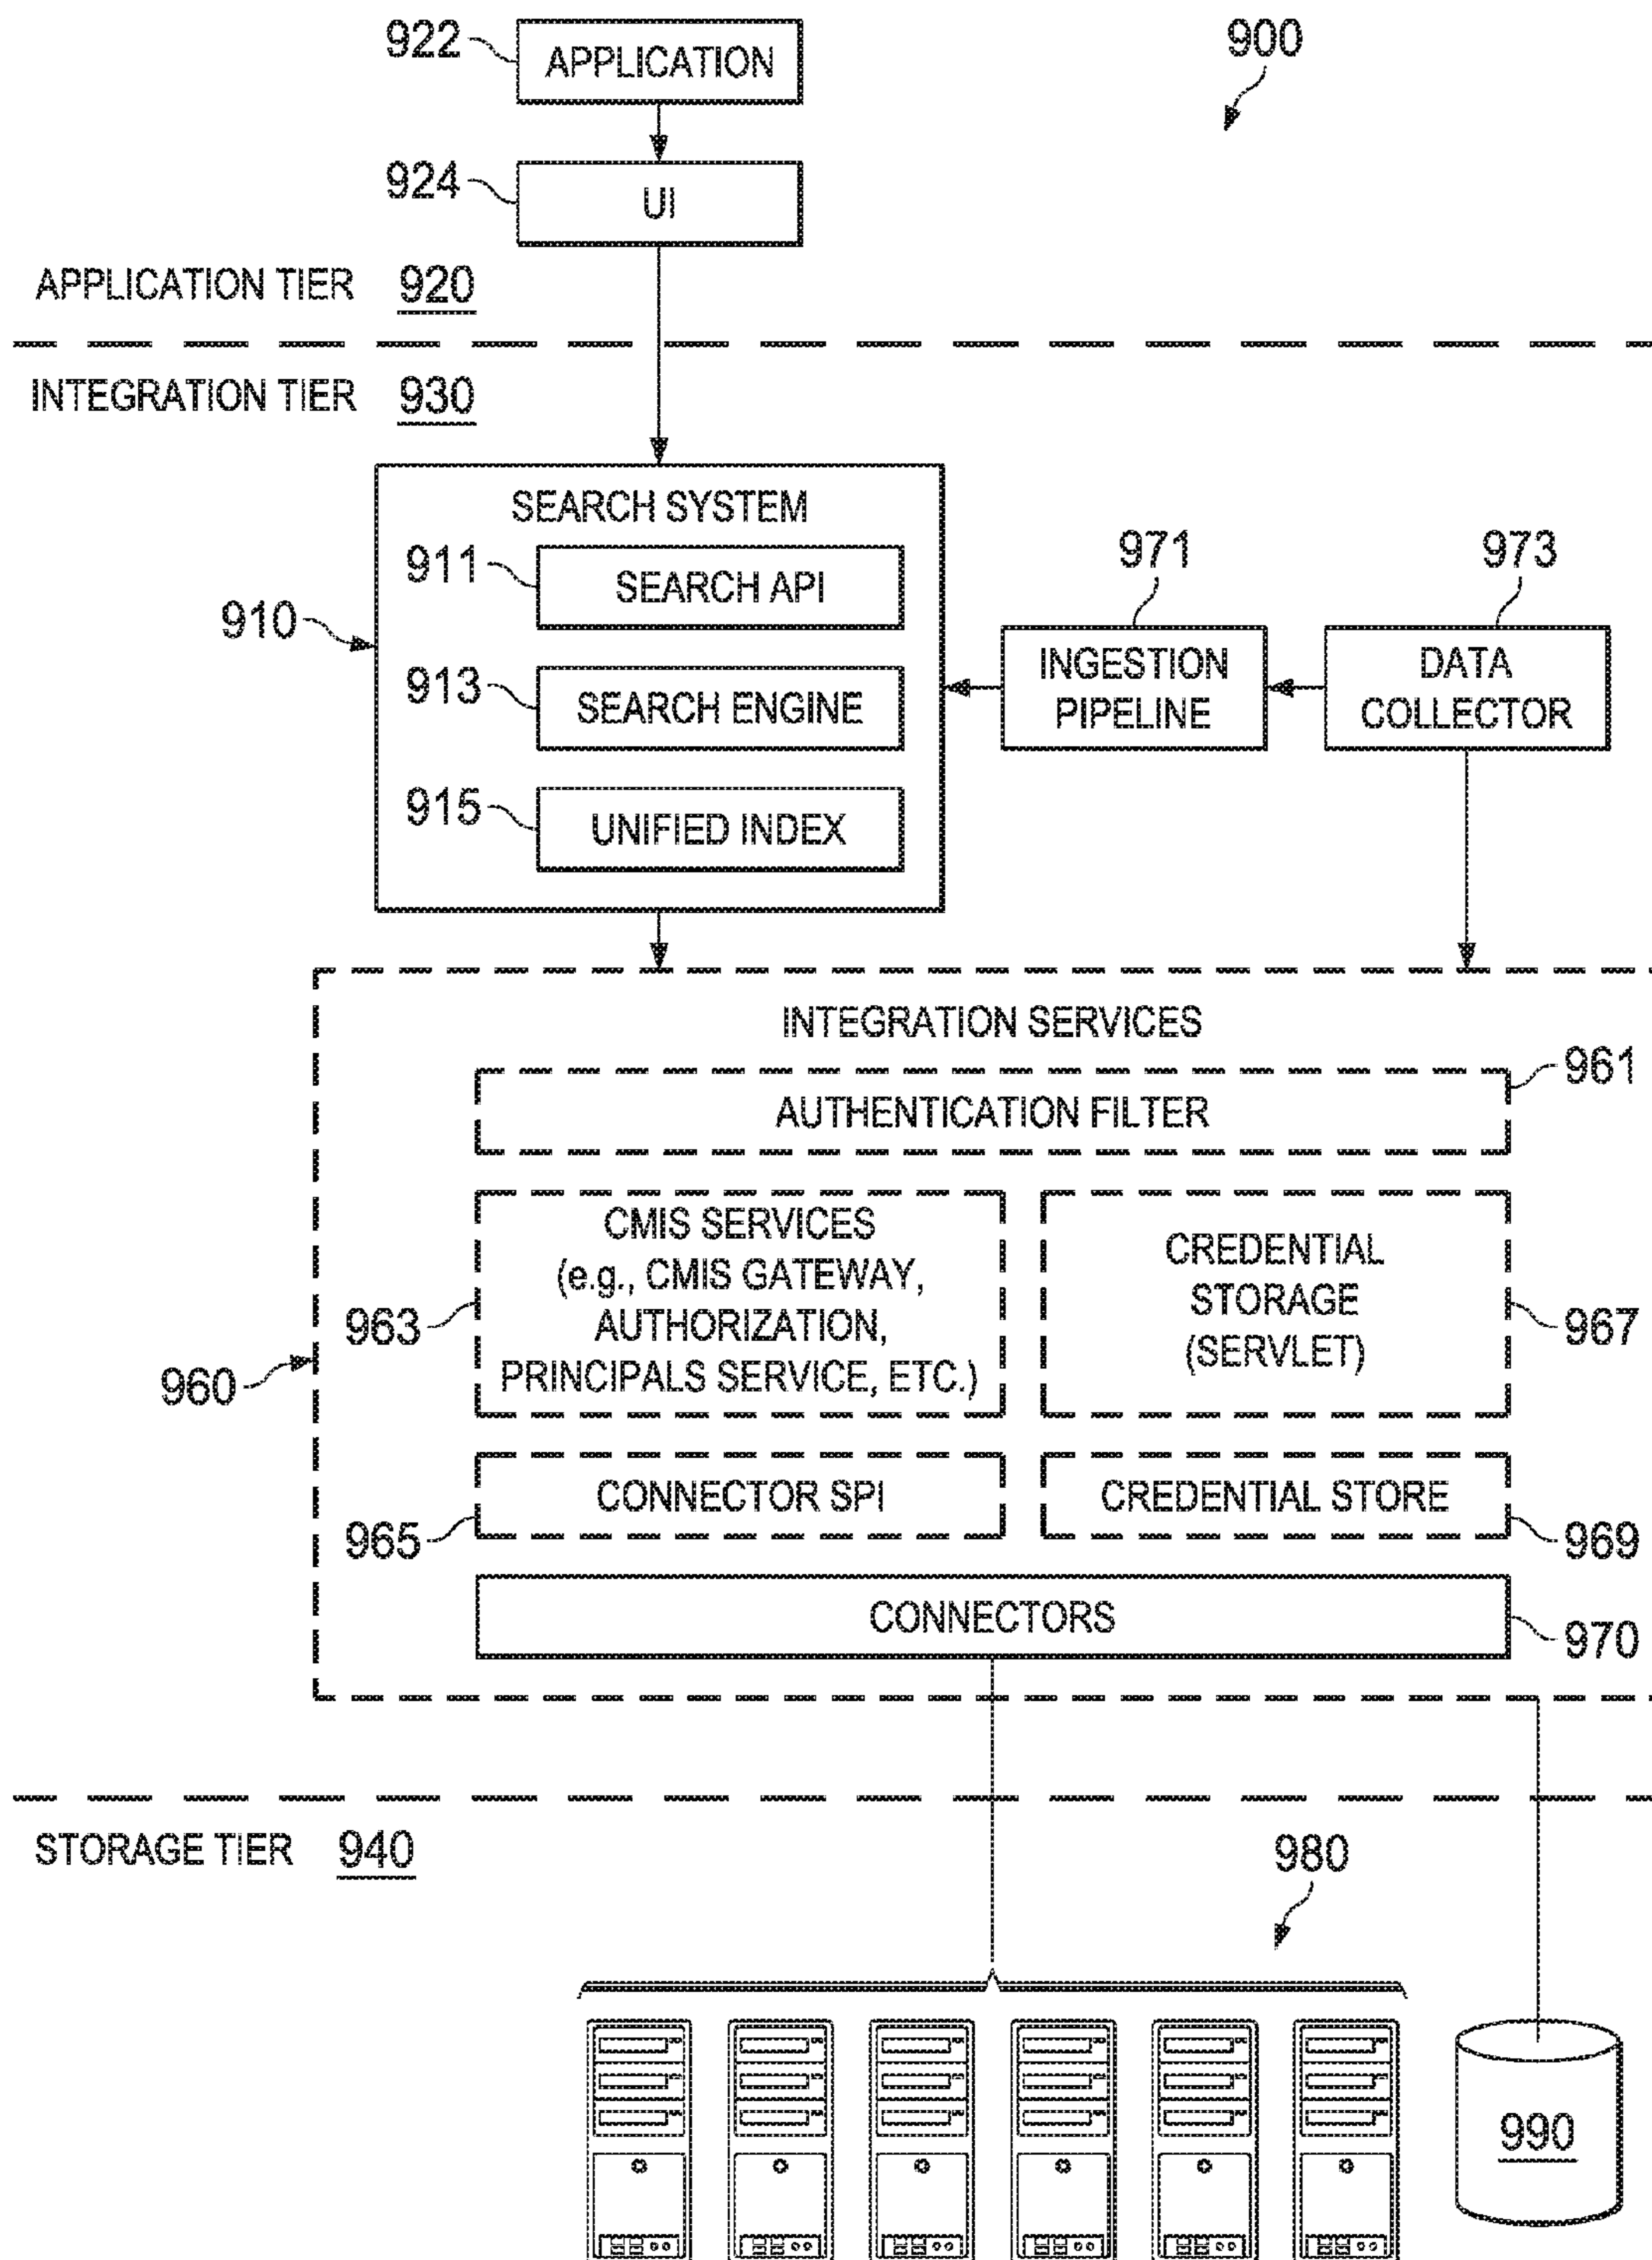 922
APPLICATION
900
924
UI
APPLICATION TIER 920
INTEGRATION TIER 930
SEARCH SYSTEM
911
SEARCH API
971
973
910
INGESTION
PIPELINE
DATA
COLLECTOR
913
SEARCH ENGINE
915
UNIFIED INDEX
INTEGRATION SERVICES
961
AUTHENTICATION FILTER
CMIS SERVICES
(e.g., CMIS GATEWAY,
AUTHORIZATION,
PRINCIPALS SERVICE, ETC.)
963
CREDENTIAL
STORAGE
(SERVLET)
967
960
CONNECTOR SPI
965
CREDENTIAL STORE
969
CONNECTORS
970
STORAGE TIER 940
980
990